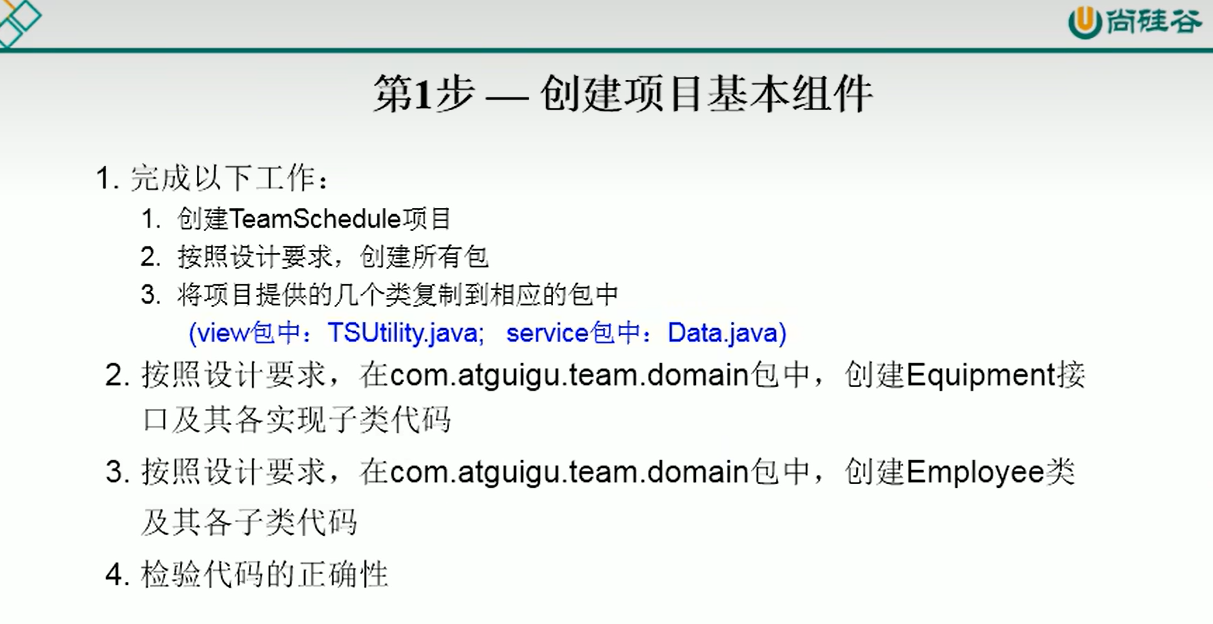 尚硅谷
第1步 — 创建项目基本组件
1. 完成以下工作：
1. 创建TeamSchedule项目
2. 按照设计要求，创建所有包
3. 将项目提供的几个类复制到相应的包中
(view包中：TSUtility.java; service包中：Data.java)
2. 按照设计要求，在com.atguigu.team.domain包中，创建Equipment接
口及其各实现子类代码
3. 按照设计要求，在com.atguigu.team.domain包中，创建Employee类
及其各子类代码
4. 检验代码的正确性